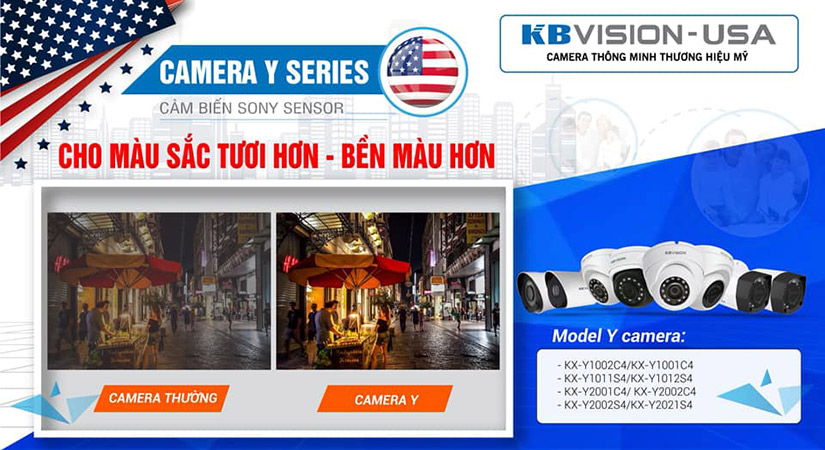 KBVISION-USA
CAMERA THÔNG MINH THƯƠNG HIỆU MỸ
CAMERA Y SERIES
CẢM BIẾN SONY SENSOR
CHO MÀU SẮC TƯƠI HƠN - BỀN MÀU HƠN
CAMERA THƯỜNG
CAMERA Y
KBVISION
Model Y camera:
- KX-Y1002C4/KX-Y1001C4
- KX-Y1011S4/KX-Y1012S4
- KX-Y2001C4/ KX-Y2002C4
- KX-Y2002S4/ KX-Y2021S4